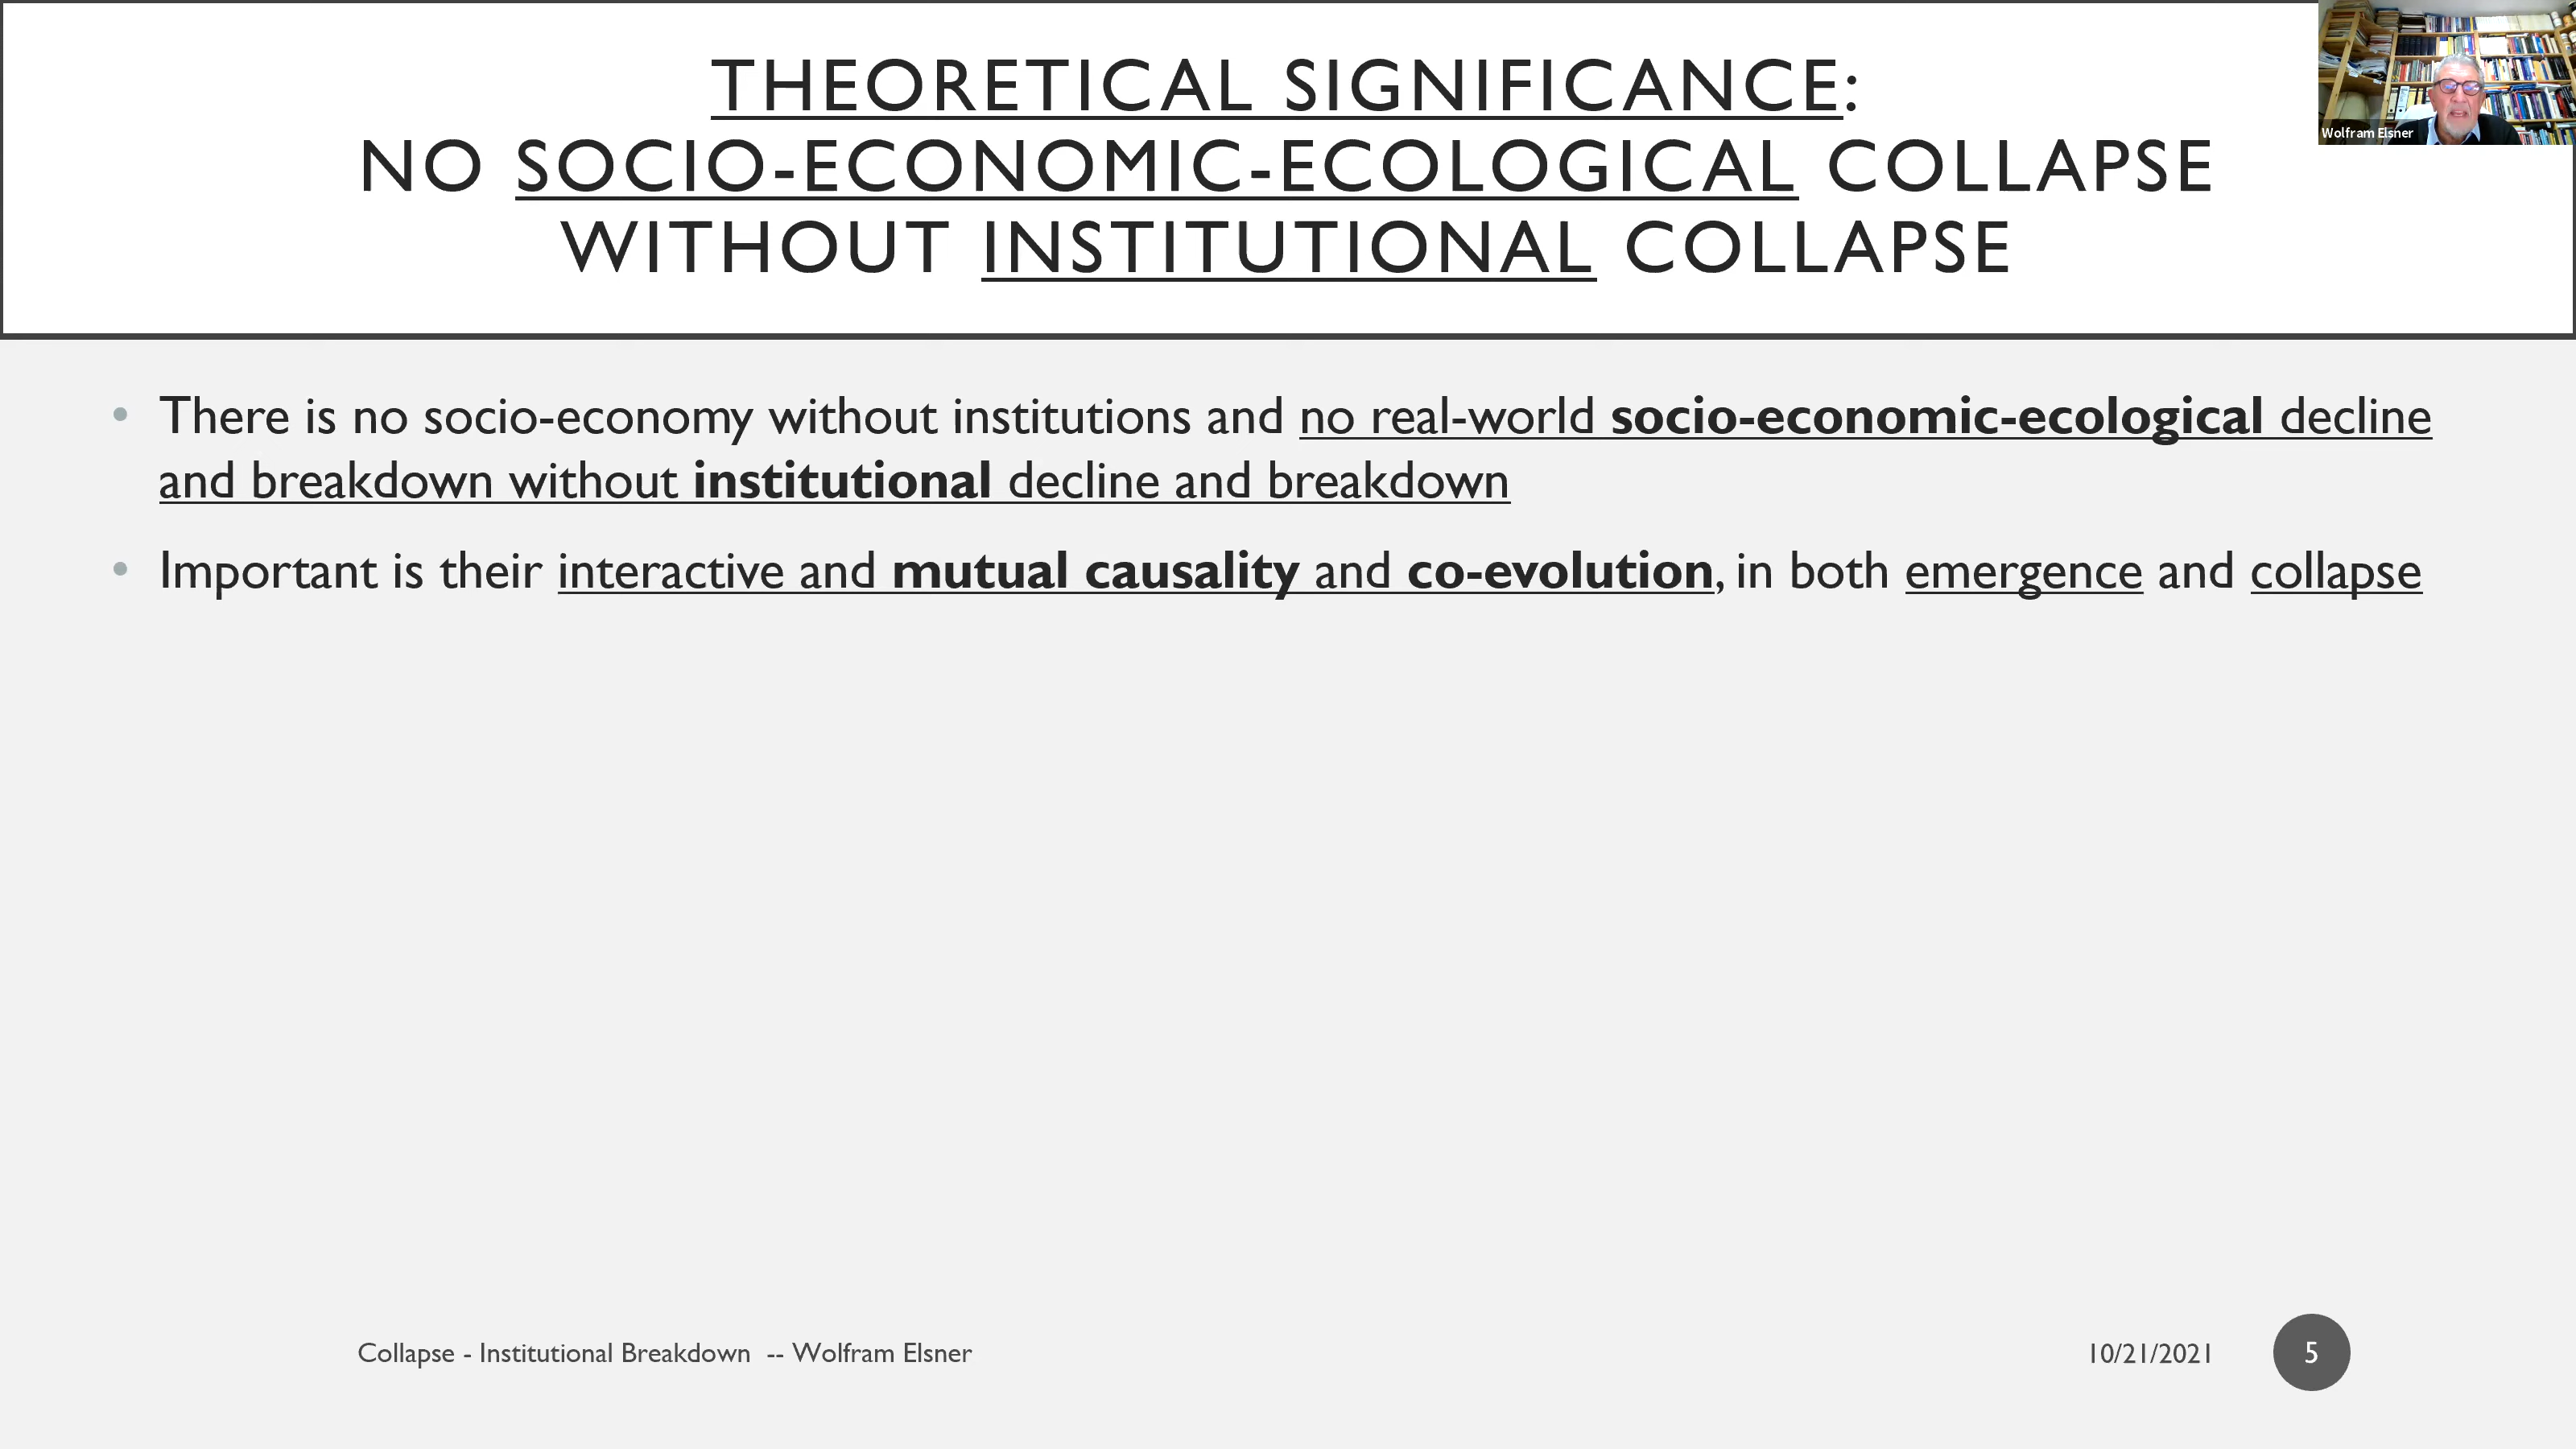 THEORETICAL SIGNIFICANCE:
NO SOCIO-ECONOMIC-ECOLOGICAL COLLAPSE
WITHOUT INSTITUTIONAL COLLAPSE
Wolfram Elsner
• There is no socio-economy without institutions and no real-world socio-economic-ecological decline
and breakdown without institutional decline and breakdown
• Important is their interactive and mutual causality and co-evolution, in both emergence and collapse
Collapse - Institutional Breakdown -- Wolfram Elsner
10/21/2021
5